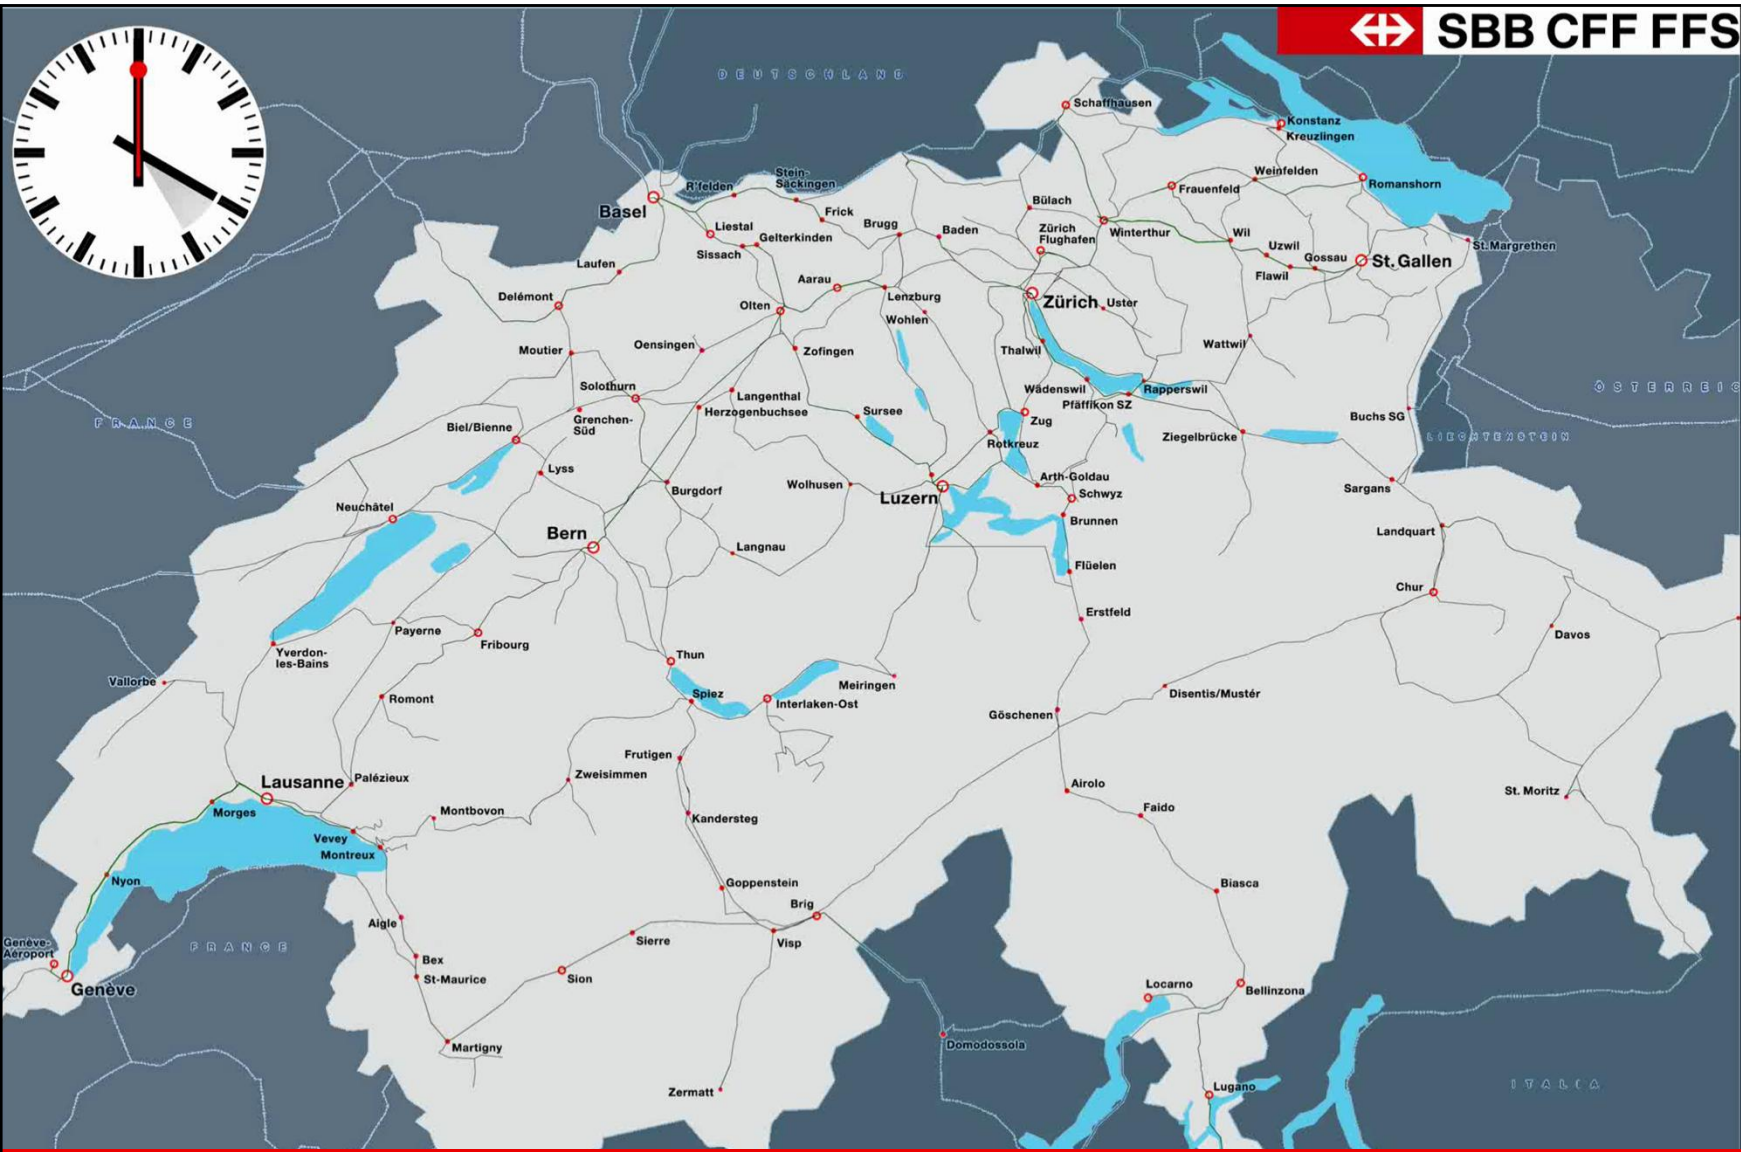 SBB CFF FFS
DEUTSCHLAND
Schaffhausen
Konstanz
Kreuzlingen
Stein-
Säckingen
R'felden
Weinfelden
Romanshorn
Frauenfeld
Basel
Frick
Bülach
Liestal
Gelterkinden
Brugg
Baden
Zürich
Flughafen
Winterthur
Wil
St.Margrethen
Sissach
Uzwil
Gossau
St.Gallen
Laufen
Flawil
Aarau
Delémont
Olten
Lenzburg
Zürich
Uster
Wohlen
Moutier
Oensingen
Zofingen
Thalwil
Wattwil
Solothurn
Langenthal
Wädenswil
Rapperswil
ÖSTERREIC
Herzogenbuchsee
Pfäffikon SZ
Sursee
Buchs SG
FRANCE
Biel/Bienne
Grenchen-
Süd
Zug
Ziegelbrücke
LIECHTENSTEIN
Rotkreuz
Lyss
Arth-Goldau
Burgdorf
Wolhusen
Luzern
Schwyz
Sargans
Neuchâtel
Brunnen
Bern
Landquart
Langnau
Flüelen
Chur
Erstfeld
Payerne
Fribourg
Davos
Yverdon-
les-Bains
Thun
Vallorbe
Spiez
Meiringen
Disentis/Mustér
Romont
Interlaken-Ost
Göschenen
Frutigen
Zweisimmen
Lausanne
Palézieux
Airolo
St. Moritz
Morges
Montbovon
Faido
Kandersteg
Vevey
Montreux
Nyon
Goppenstein
Biasca
Brig
Aigle
Sierre
Visp
Genève-
Aéroport
FRANCE
Bex
St-Maurice
Sion
Genève
Locarno
Bellinzona
Martigny
Domodossola
Zermatt
Lugano
ITALIA